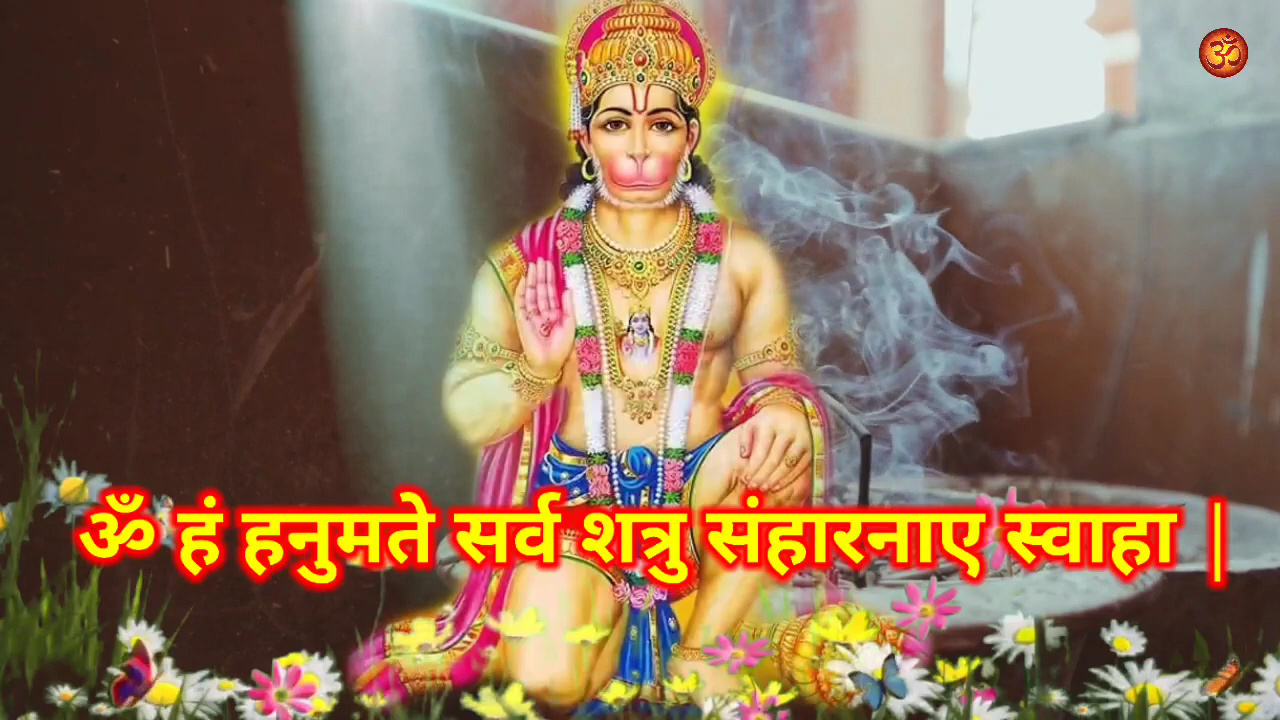 ॐ
ॐ हं हनुमते सर्व शत्रु संहारनाए स्वाहा |